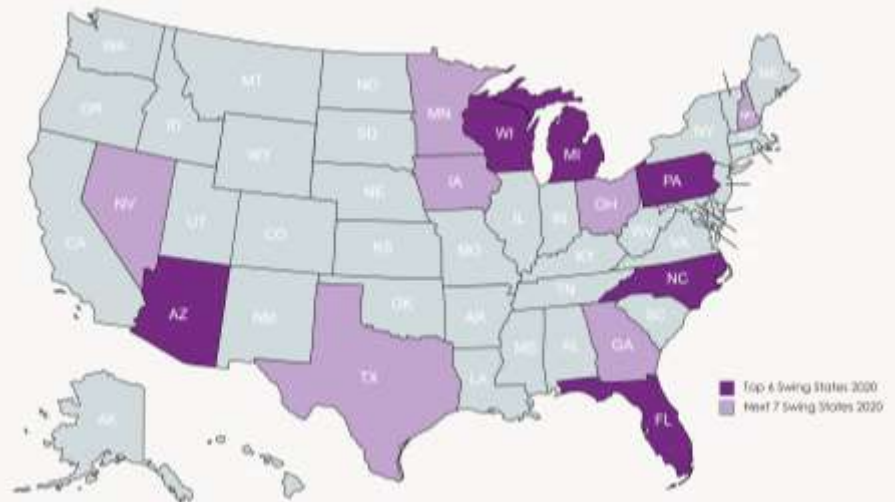 WA
MT
ND
ME
OR
MN
ID
SD
WI
NY
WY
MI
IA
PA
NE
NV
OH
IL
IN
UT
CO
WV
VA
CA
KS
MO
KY
NC
TN
AZ
OK
NM
AR
SC
MS
AL
GA
TX
LA
Top 6 Swing States 2020
Next 7 Swing States 2020
AK
FL